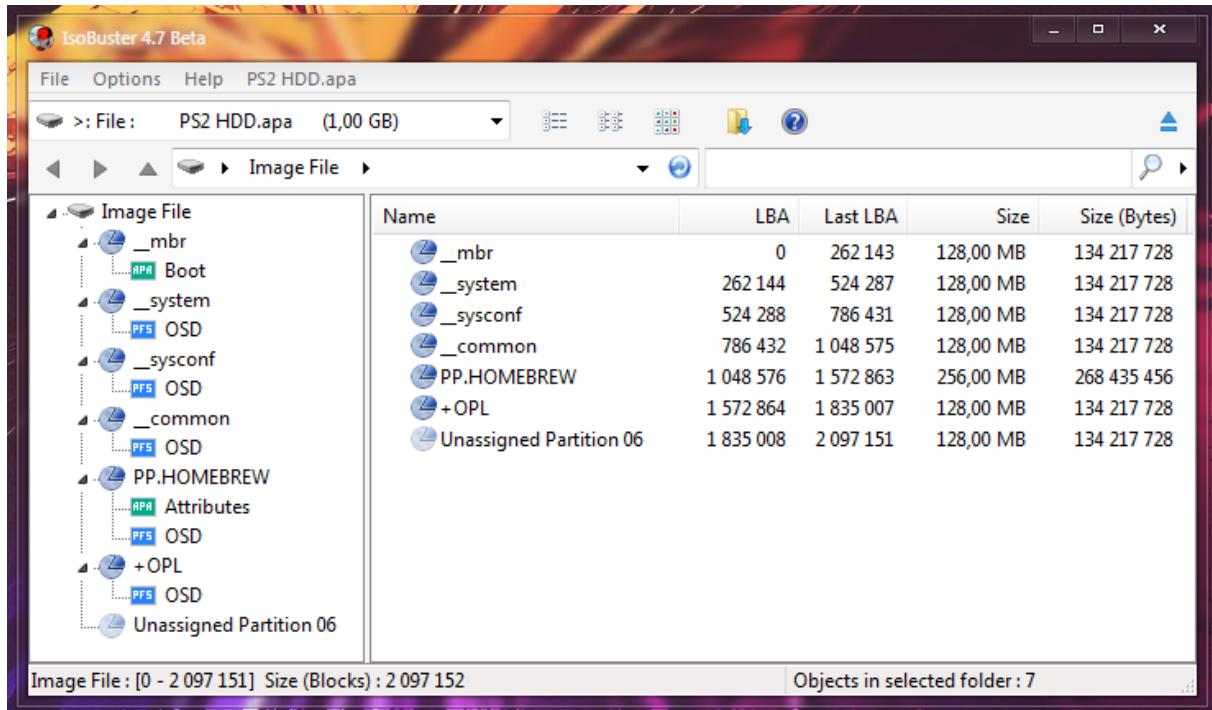 IsoBuster 4.7 Beta
File Options Help PS2 HDD.apa
>: File : PS2 HDD.apa (1,00 GB)
Image File
Image File
__mbr
APA Boot
__system
PFS OSD
__sysconf
PFS OSD
__common
PFS OSD
PP.HOMEBREW
APA Attributes
PFS OSD
+OPL
PFS OSD
Unassigned Partition 06
Name LBA Last LBA Size Size (Bytes)
__mbr 0 262 143 128,00 MB 134 217 728
__system 262 144 524 287 128,00 MB 134 217 728
__sysconf 524 288 786 431 128,00 MB 134 217 728
__common 786 432 1 048 575 128,00 MB 134 217 728
PP.HOMEBREW 1 048 576 1 572 863 256,00 MB 268 435 456
+OPL 1 572 864 1 835 007 128,00 MB 134 217 728
Unassigned Partition 06 1 835 008 2 097 151 128,00 MB 134 217 728
Image File : [0 - 2 097 151] Size (Blocks) : 2 097 152 Objects in selected folder : 7